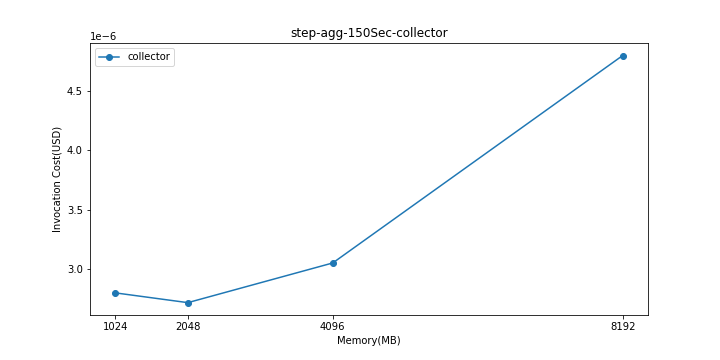 step-agg-150Sec-collector
1e−6
collector
4.5
4.0
3.5
3.0
Invocation Cost(USD)
1024 2048 4096 8192
Memory(MB)